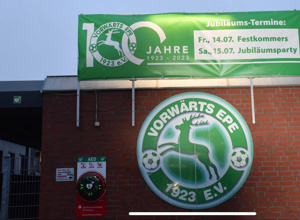 Jubiläums-Termine:
Fr., 14.07. Festkommers
Sa., 15.07. Jubiläumsparty
100 JAHRE
1923 - 2023
VORWÄRTS EPE
1923 E.V.
VORWÄRTS EPE
1923 E.V.
AED